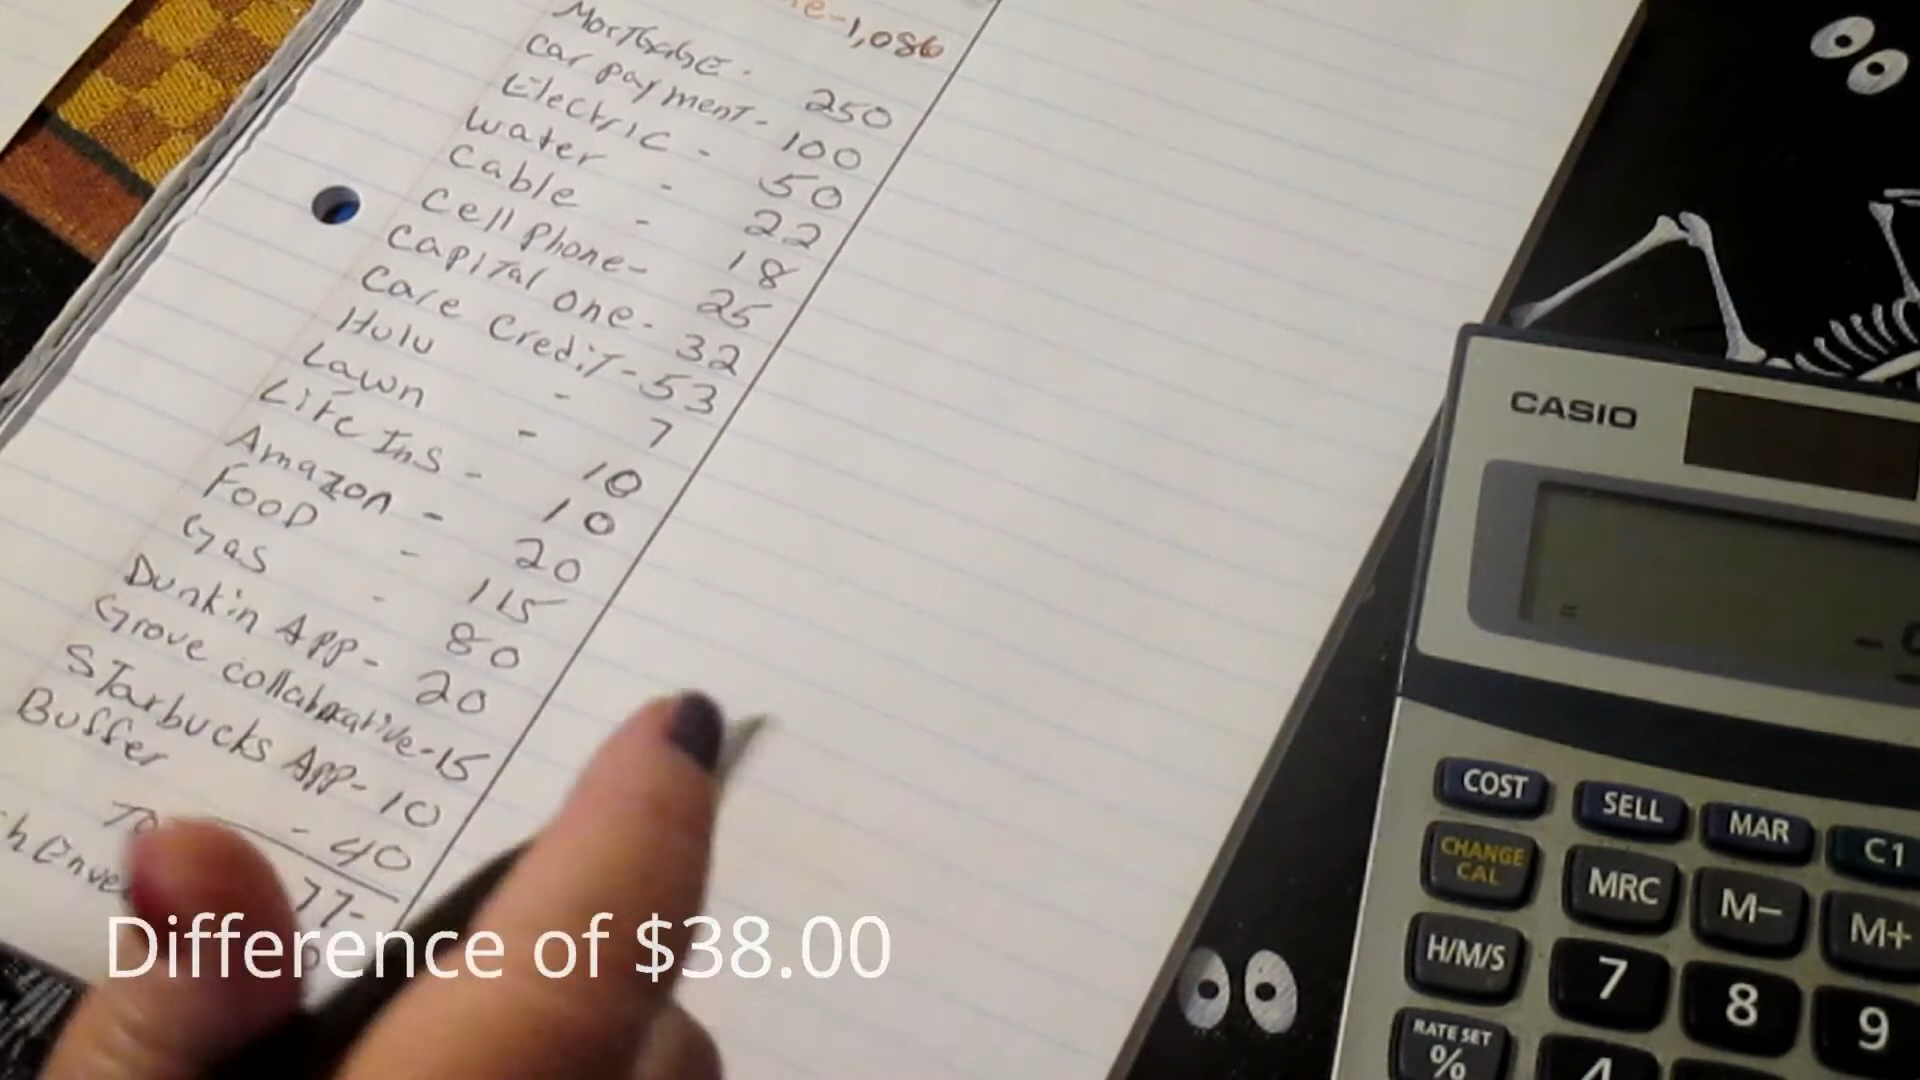 1,086
Mortgage - 250
Car payment - 100
Electric - 50
Water - 22
Cable - 18
Cell phone - 25
Capital one - 32
Care Credit - 53
Hulu - 7
Lawn - 10
Life Ins - 10
Amazon - 20
Food - 115
Gas - 80
Dunkin App - 20
Grove collaborative - 15
Starbucks App - 10
Buffer - 40
77-
Difference of $38.00
CASIO
COST
SELL
MAR
C1
CHANGE CAL
MRC
M-
M+
H/M/S
7
8
9
RATE SET
%
4